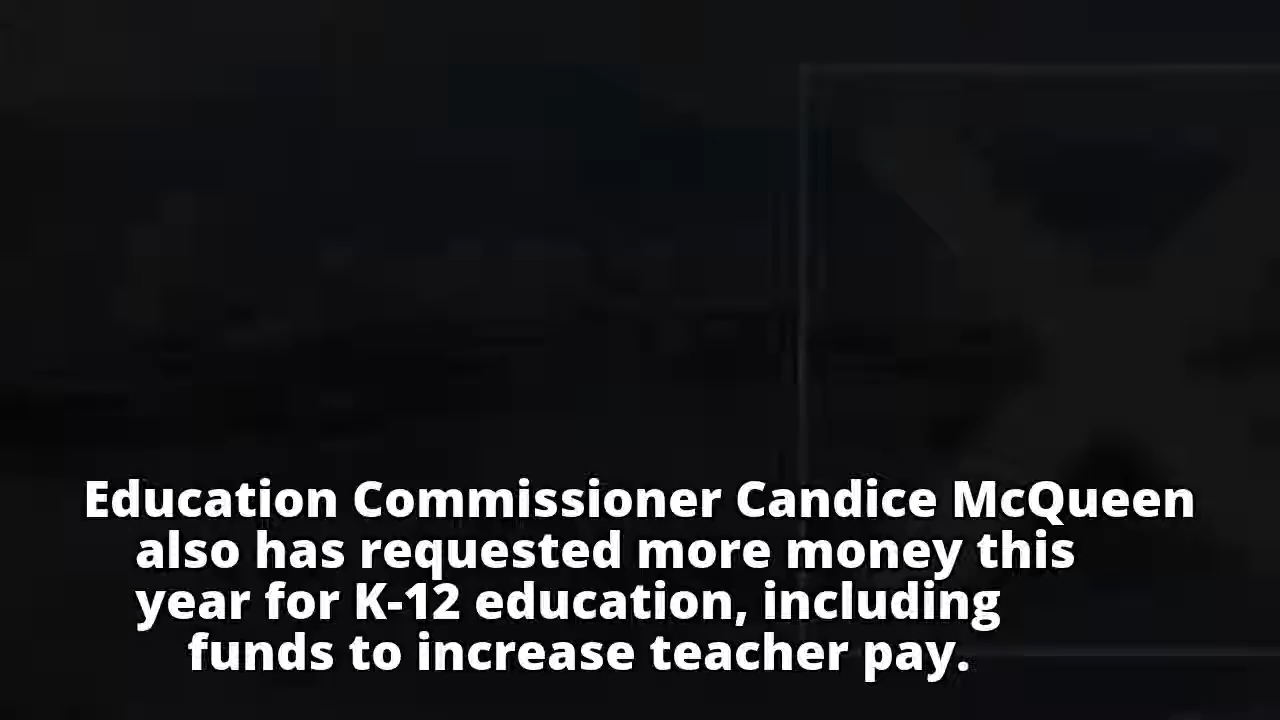 Education Commissioner Candice McQueen
also has requested more money this
year for K-12 education, including
funds to increase teacher pay.